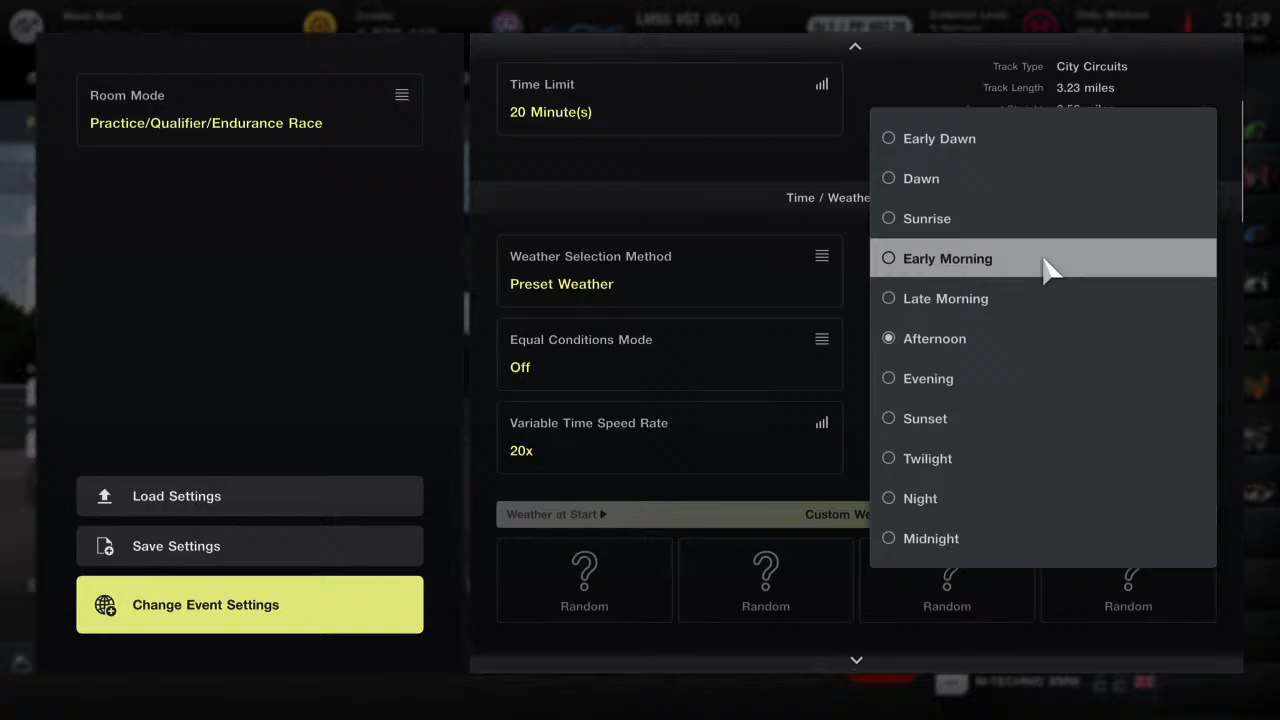 21:29
Room Mode
Practice/Qualifier/Endurance Race
Load Settings
Save Settings
Change Event Settings
Time Limit
20 Minute(s)
Track Type City Circuits
Track Length 3.23 miles
Time / Weathe
Weather Selection Method
Preset Weather
Equal Conditions Mode
Off
Variable Time Speed Rate
20x
Weather at Start
Custom We
Random
Random
Random
Random
Early Dawn
Dawn
Sunrise
Early Morning
Late Morning
Afternoon
Evening
Sunset
Twilight
Night
Midnight